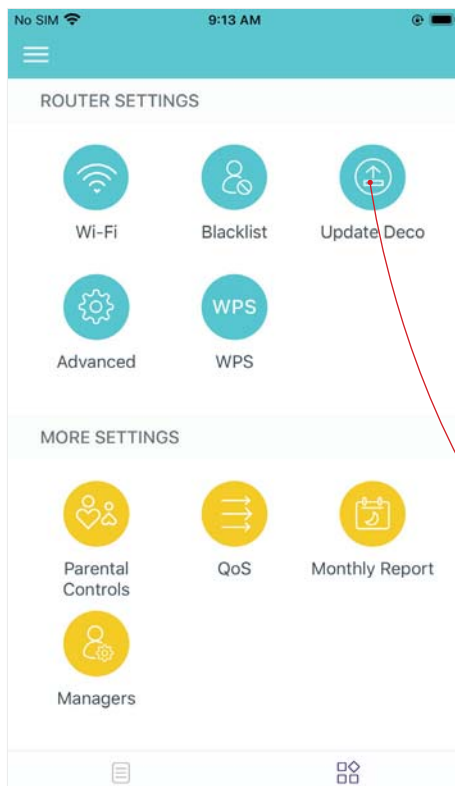 No SIM 9:13 AM
ROUTER SETTINGS
Wi-Fi Blacklist Update Deco
WPS
Advanced WPS
MORE SETTINGS
Parental Controls QoS Monthly Report
Managers